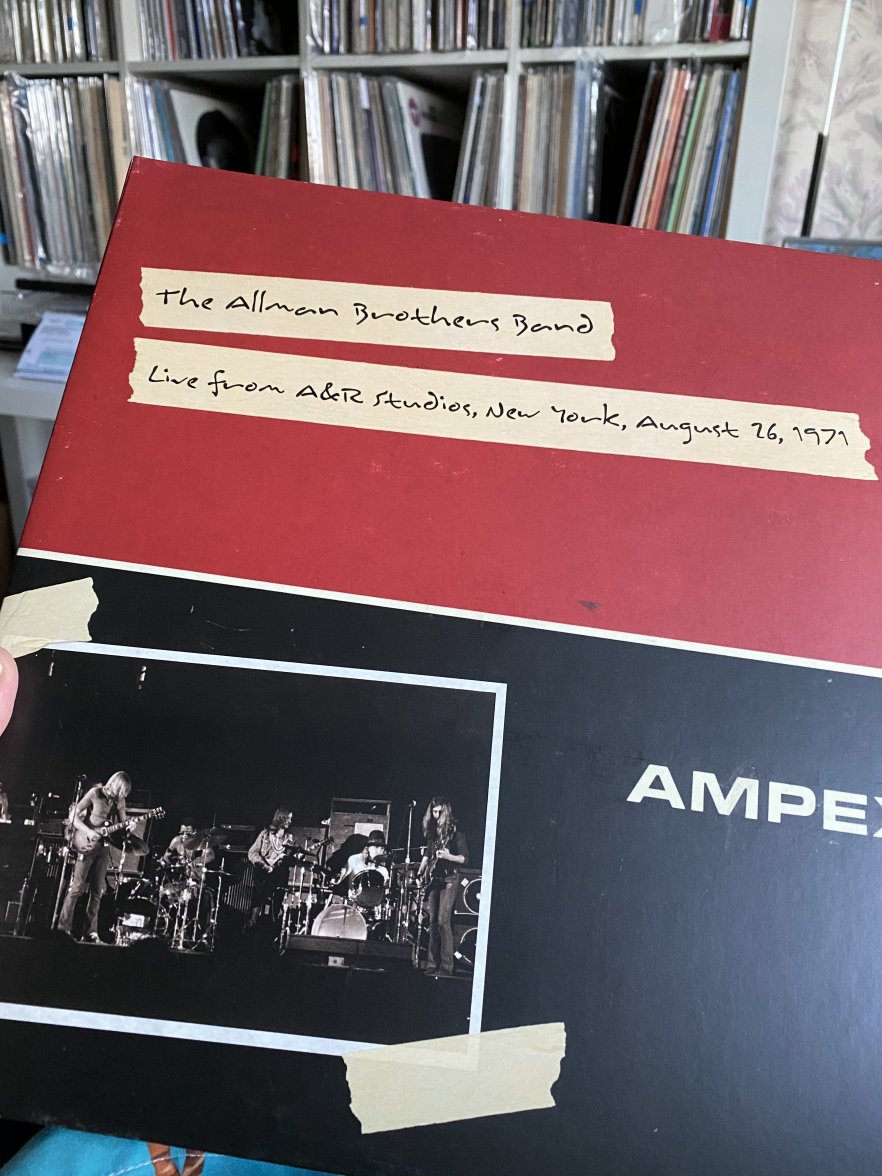 The Allman Brothers Band
Live from A&R Studios, New York, August 26, 1971
AMPEX